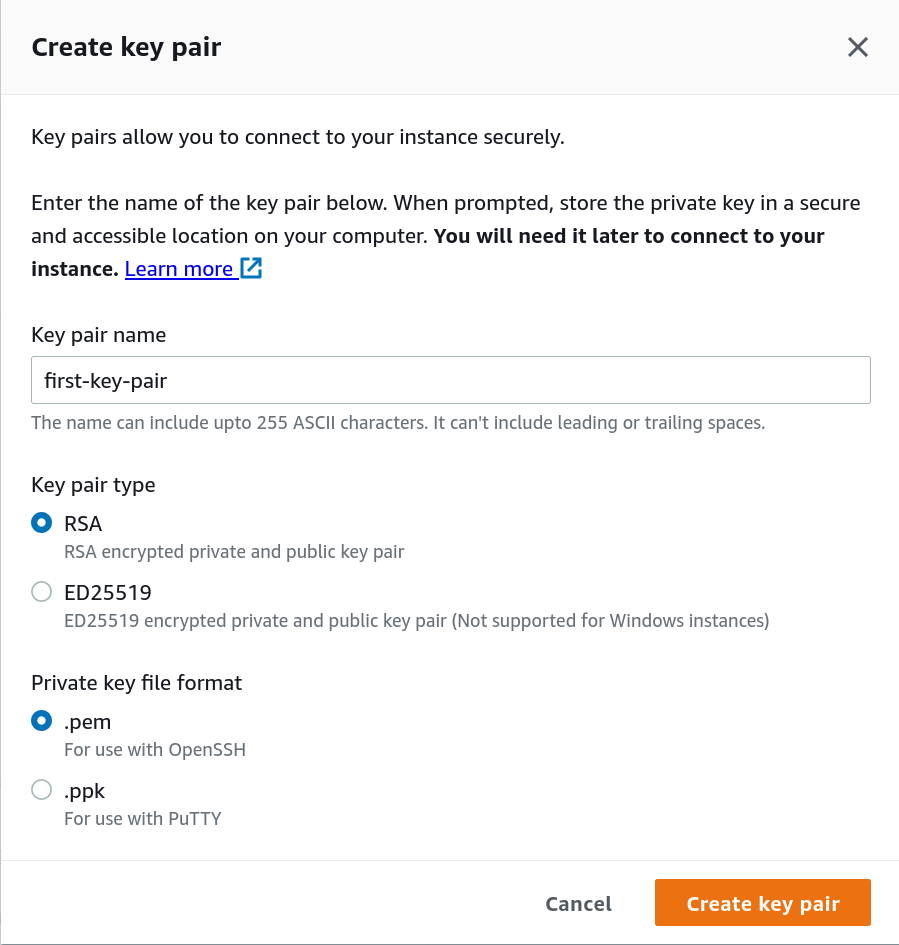 Create key pair
Key pairs allow you to connect to your instance securely.
Enter the name of the key pair below. When prompted, store the private key in a secure
and accessible location on your computer. You will need it later to connect to your
instance. Learn more
Key pair name
first-key-pair
The name can include upto 255 ASCII characters. It can't include leading or trailing spaces.
Key pair type
RSA
RSA encrypted private and public key pair
ED25519
ED25519 encrypted private and public key pair (Not supported for Windows instances)
Private key file format
.pem
For use with OpenSSH
.ppk
For use with PuTTY
Cancel
Create key pair